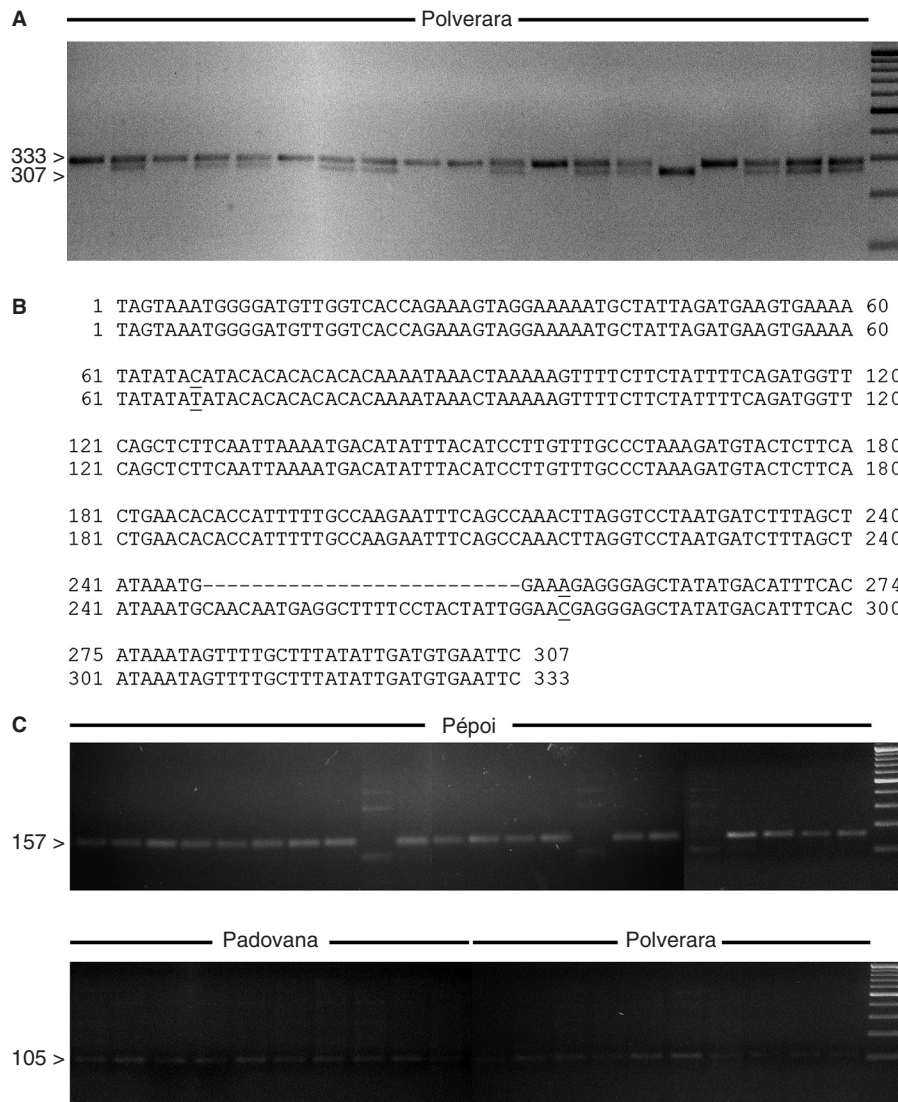 A
Polverara
333 >
307 >
B
1 TAGTAAATGGGGATGTTGGTCACCAGAAAGTAGGAAAAATGCTATTAGATGAAGTGAAAA 60
1 TAGTAAATGGGGATGTTGGTCACCAGAAAGTAGGAAAAATGCTATTAGATGAAGTGAAAA 60
61 TATATACATACACACACACACAAAATAAACTAAAAAGTTTTCTTCTATTTTCAGATGGTT 120
61 TATATATATACACACACACACAAAATAAACTAAAAAGTTTTCTTCTATTTTCAGATGGTT 120
121 CAGCTCTTCAATTAAAATGACATATTTACATCCTTGTTTGCCCTAAAGATGTACTCTTCA 180
121 CAGCTCTTCAATTAAAATGACATATTTACATCCTTGTTTGCCCTAAAGATGTACTCTTCA 180
181 CTGAACACACCATTTTTGCCAAGAATTTCAGCCAAACTTAGGTCCTAATGATCTTTAGCT 240
181 CTGAACACACCATTTTTGCCAAGAATTTCAGCCAAACTTAGGTCCTAATGATCTTTAGCT 240
241 ATAAATG--------------------------GAAAGAGGGAGCTATATGACATTTCAC 274
241 ATAAATGCAACAATGAGGCTTTTCCTACTATTGGAACGAGGGAGCTATATGACATTTCAC 300
275 ATAAATAGTTTTGCTTTATATTGATGTGAATTC 307
301 ATAAATAGTTTTGCTTTATATTGATGTGAATTC 333
C
Pépoi
157 >
Padovana Polverara
105 >